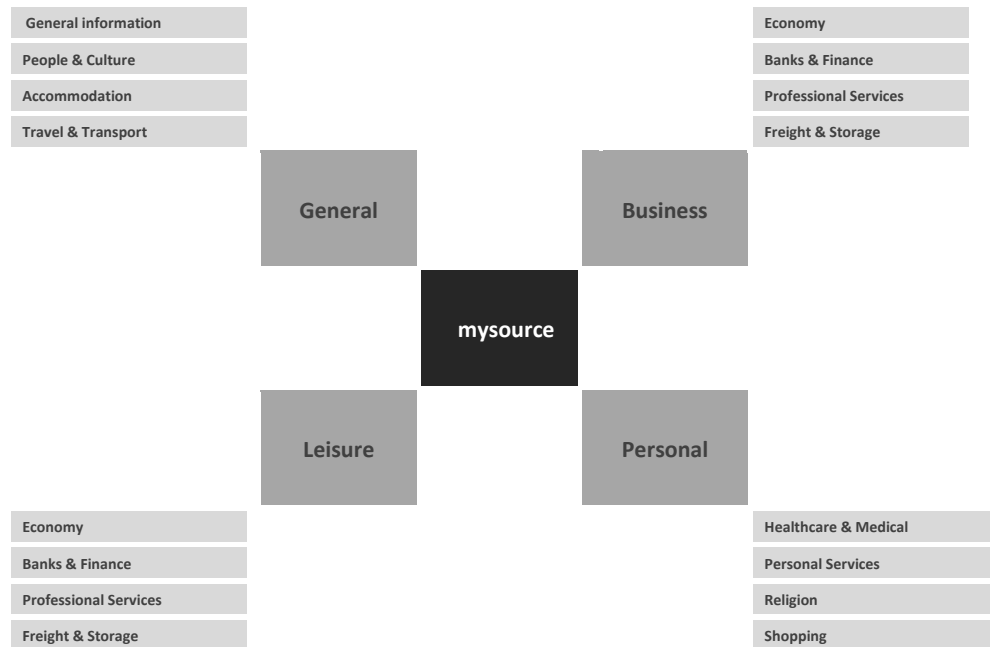 General information
People & Culture
Accommodation
Travel & Transport
Economy
Banks & Finance
Professional Services
Freight & Storage
General
Business
mysource
Leisure
Personal
Economy
Banks & Finance
Professional Services
Freight & Storage
Healthcare & Medical
Personal Services
Religion
Shopping